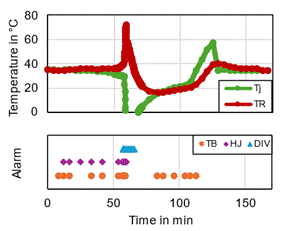 80
60
40
20
0
Temperature in °C
Tj
TR
TB HJ DIV
Alarm
0 50 100 150
Time in min